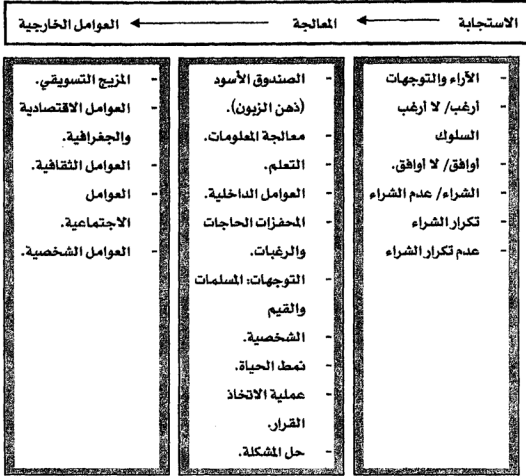 الاستجابة ← المعالجة ← العوامل الخارجية
- الآراء والتوجهات
- أرغب/ لا أرغب
السلوك
- أوافق/ لا أوافق.
- الشراء/ عدم الشراء
تكرار الشراء
عدم تكرار الشراء
- الصندوق الأسود
(ذهن الزبون).
- معالجة المعلومات.
- التعلم.
- العوامل الداخلية.
- المحفزات الحاجات
والرغبات.
- التوجهات: المسلمات
والقيم
- الشخصية.
- نمط الحياة.
- عملية الاتخاذ
القرار.
- حل المشكلة.
- المزيج التسويقي.
- العوامل الاقتصادية
والجغرافية.
- العوامل الثقافية.
- العوامل
الاجتماعية.
- العوامل الشخصية.